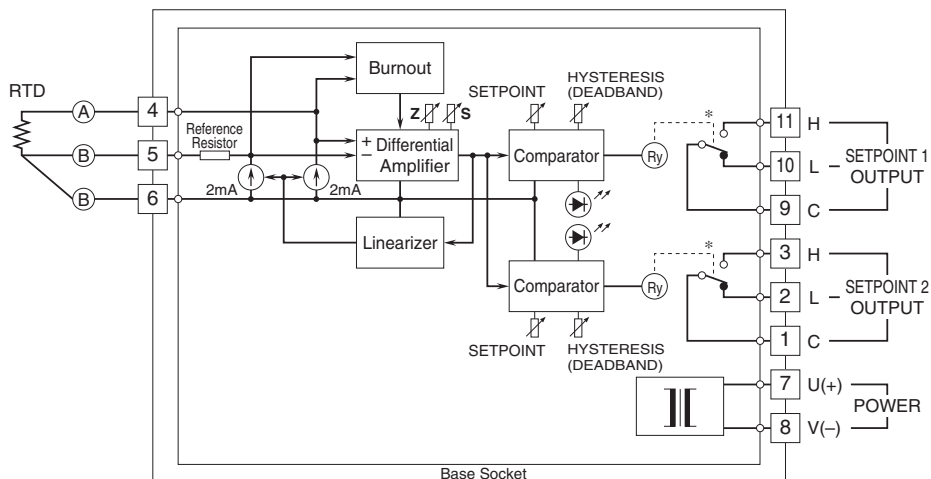 RTD
A
B
B
4
5
6
Reference
Resistor
2mA
2mA
Burnout
Z
S
+
–
Differential
Amplifier
Linearizer
SETPOINT
HYSTERESIS
(DEADBAND)
Comparator
Ry
*
Comparator
Ry
*
SETPOINT
HYSTERESIS
(DEADBAND)
11 H
10 L
9 C
SETPOINT 1
OUTPUT
3 H
2 L
1 C
SETPOINT 2
OUTPUT
7 U(+)
8 V(–)
POWER
Base Socket